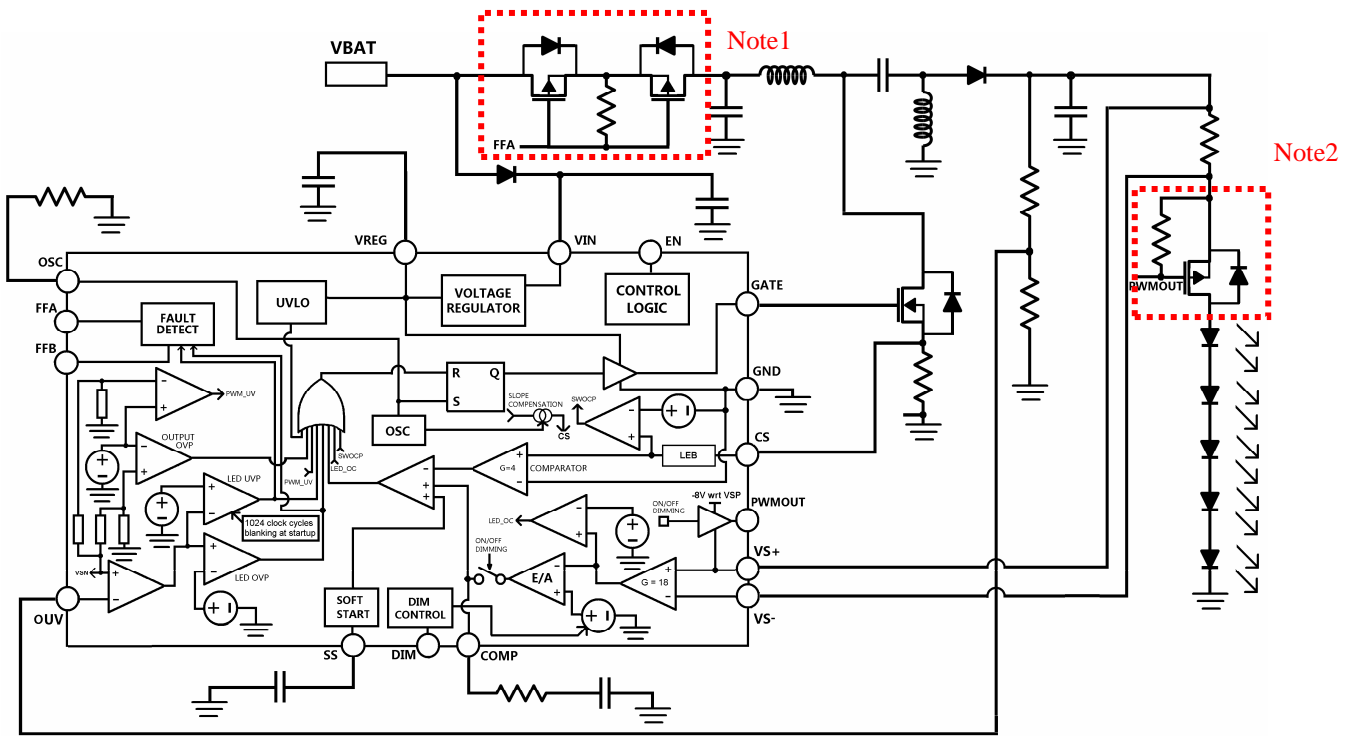 Note1
VBAT
FFA
Note2
PWMOUT
VREG
VIN
EN
OSC
GATE
FFA
FFB
UVLO
VOLTAGE
REGULATOR
CONTROL
LOGIC
FAULT
DETECT
R
Q
S
GND
PWM_UV
SLOPE
COMPENSATION
SWOCP
CS
OSC
OUTPUT
OVP
SWOCP
LED_OC
PWM_UV
G=4
COMPARATOR
LEB
CS
LED UVP
1024 clock cycles
blanking at startup
-8V wrt VSP
ON/OFF
DIMMING
PWMOUT
LED_OC
ON/OFF
DIMMING
VSN
LED OVP
E/A
G = 18
VS+
VS-
OUV
SOFT
START
DIM
CONTROL
SS
DIM
COMP